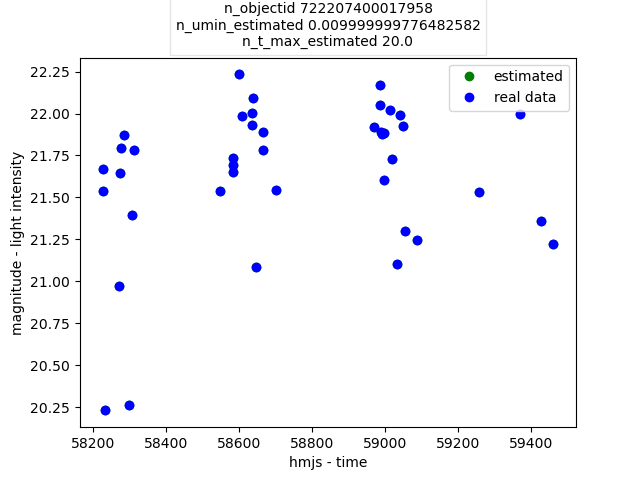 n_objectid 722207400017958
n_umin_estimated 0.009999999776482582
n_t_max_estimated 20.0
estimated
real data
magnitude - light intensity
22.25
22.00
21.75
21.50
21.25
21.00
20.75
20.50
20.25
58200 58400 58600 58800 59000 59200 59400
hmjs - time